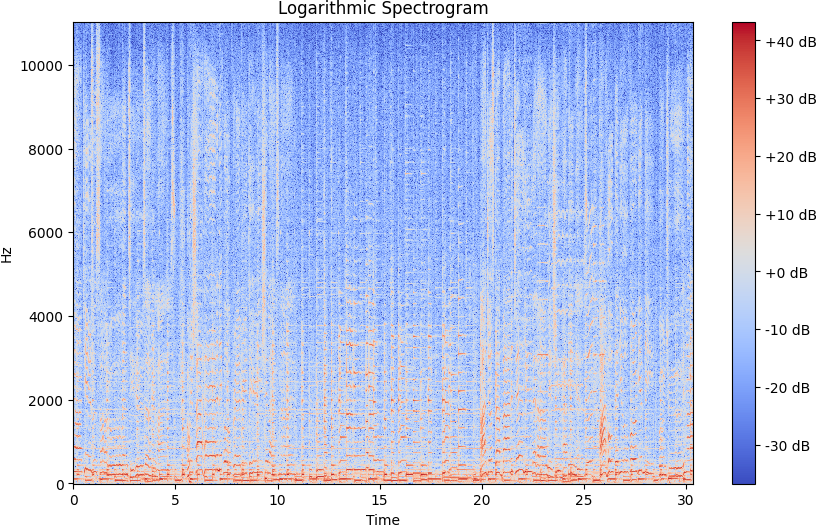 Logarithmic Spectrogram
Hz
10000
8000
6000
4000
2000
0
0
5
10
15
20
25
30
Time
+40 dB
+30 dB
+20 dB
+10 dB
+0 dB
-10 dB
-20 dB
-30 dB